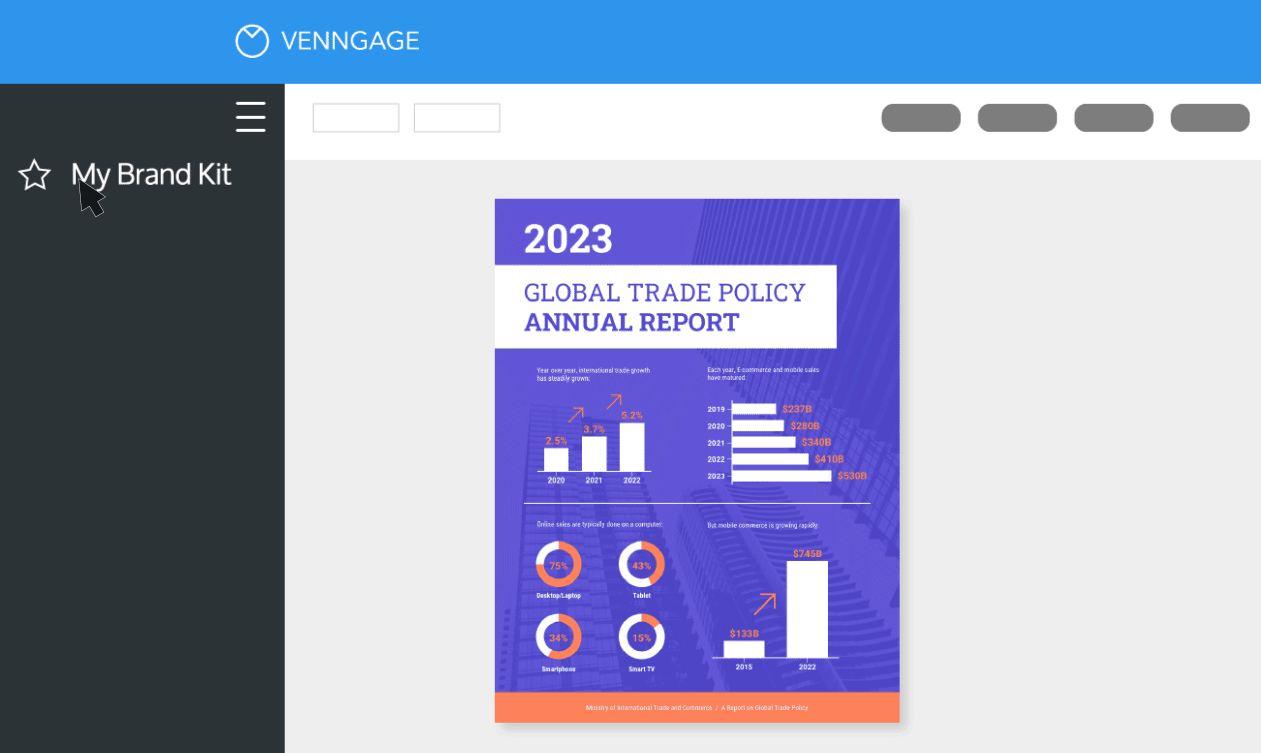 VENNGAGE
My Brand Kit
2023
GLOBAL TRADE POLICY
ANNUAL REPORT
Year over year, international trade growth
has steadily grown:
5.2%
3.7%
2.5%
2020 2021 2022
Each year, E-commerce and mobile sales
have matured:
2019 $237B
2020 $280B
2021 $340B
2022 $410B
2023 $530B
Online sales are typically done on a computer:
75% 43%
Desktop/Laptop Tablet
34% 15%
Smartphone Smart TV
But mobile commerce is growing rapidly:
$745B
$133B
2015 2022
Ministry of International Trade and Commerce / A Report on Global Trade Policy